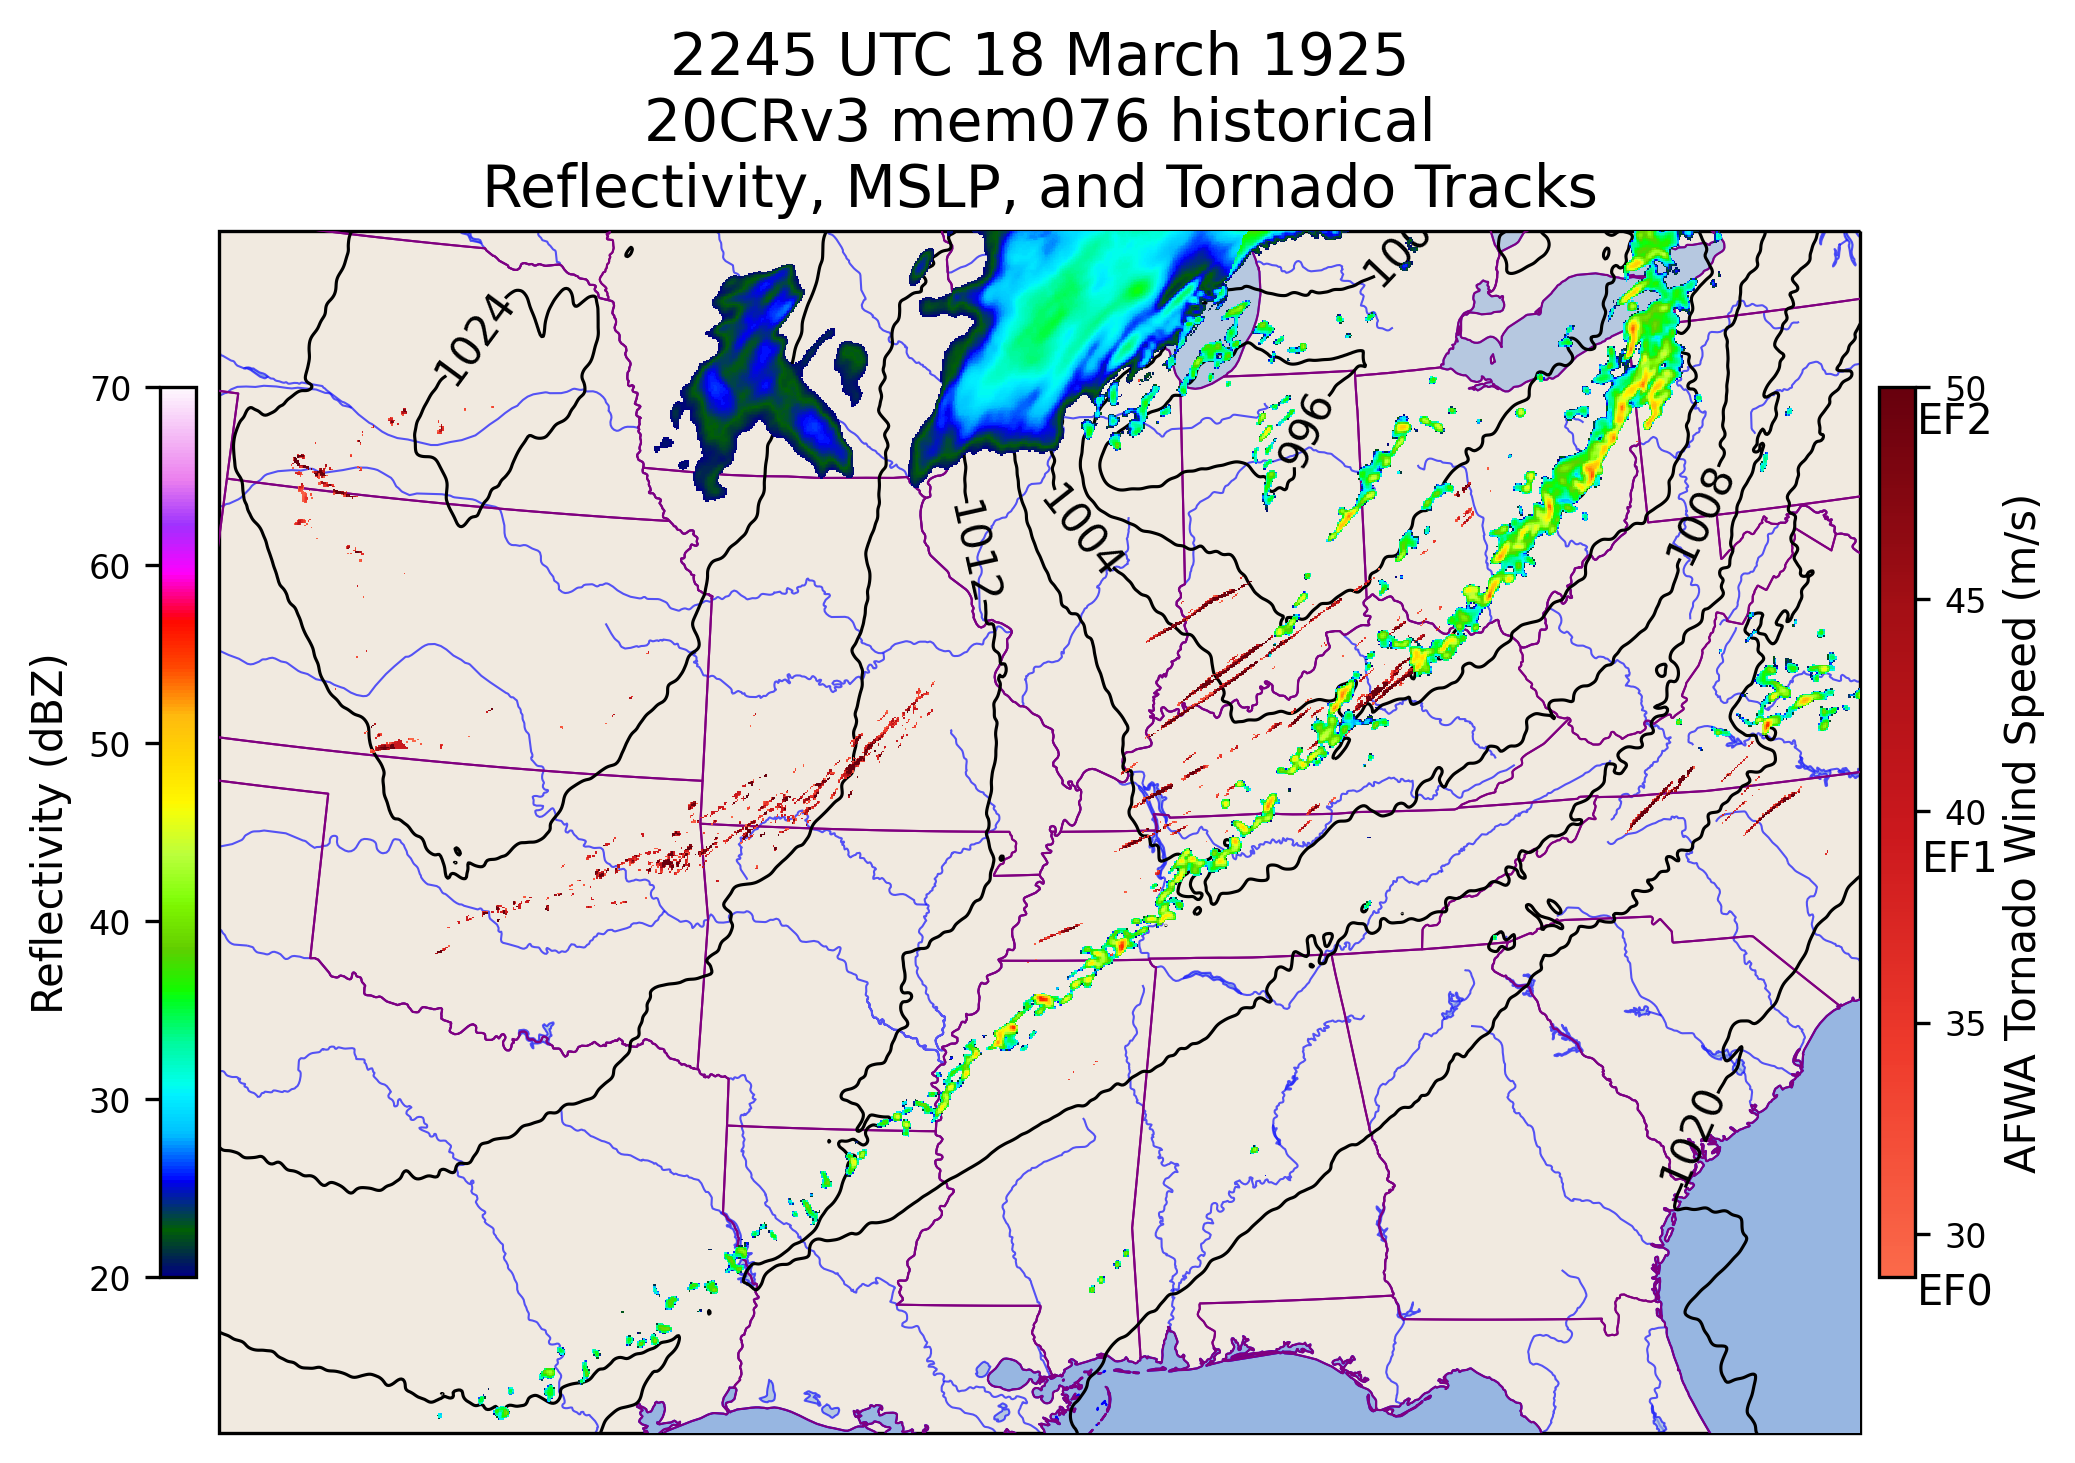 2245 UTC 18 March 1925
20CRv3 mem076 historical
Reflectivity, MSLP, and Tornado Tracks
Reflectivity (dBZ)
70
60
50
40
30
20
1024
1012
1004
996
1008
1020
50
EF2
45
40
EF1
35
30
EF0
AFWA Tornado Wind Speed (m/s)